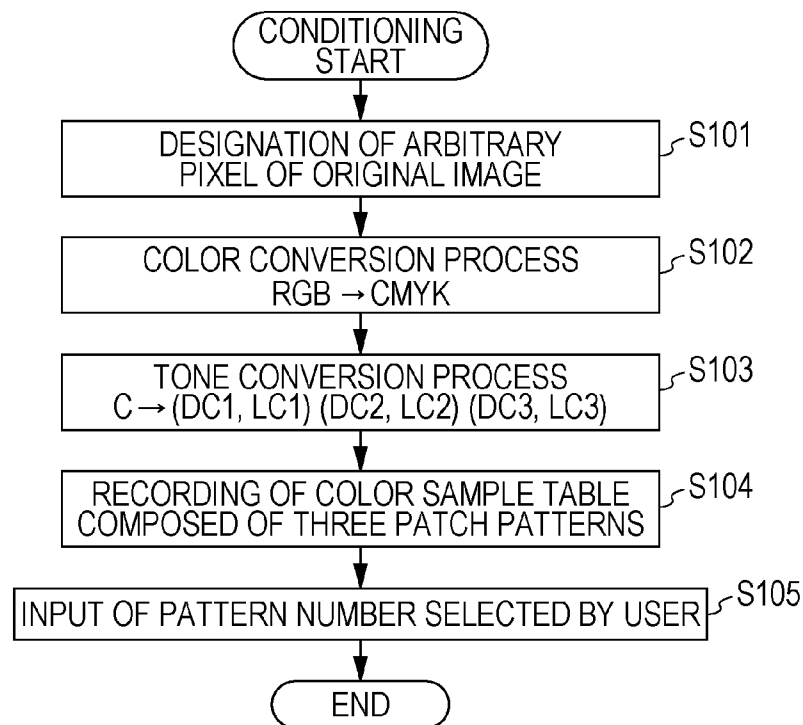 CONDITIONING
START
DESIGNATION OF ARBITRARY
PIXEL OF ORIGINAL IMAGE
S101
COLOR CONVERSION PROCESS
RGB → CMYK
S102
TONE CONVERSION PROCESS
C → (DC1, LC1) (DC2, LC2) (DC3, LC3)
S103
RECORDING OF COLOR SAMPLE TABLE
COMPOSED OF THREE PATCH PATTERNS
S104
INPUT OF PATTERN NUMBER SELECTED BY USER
S105
END